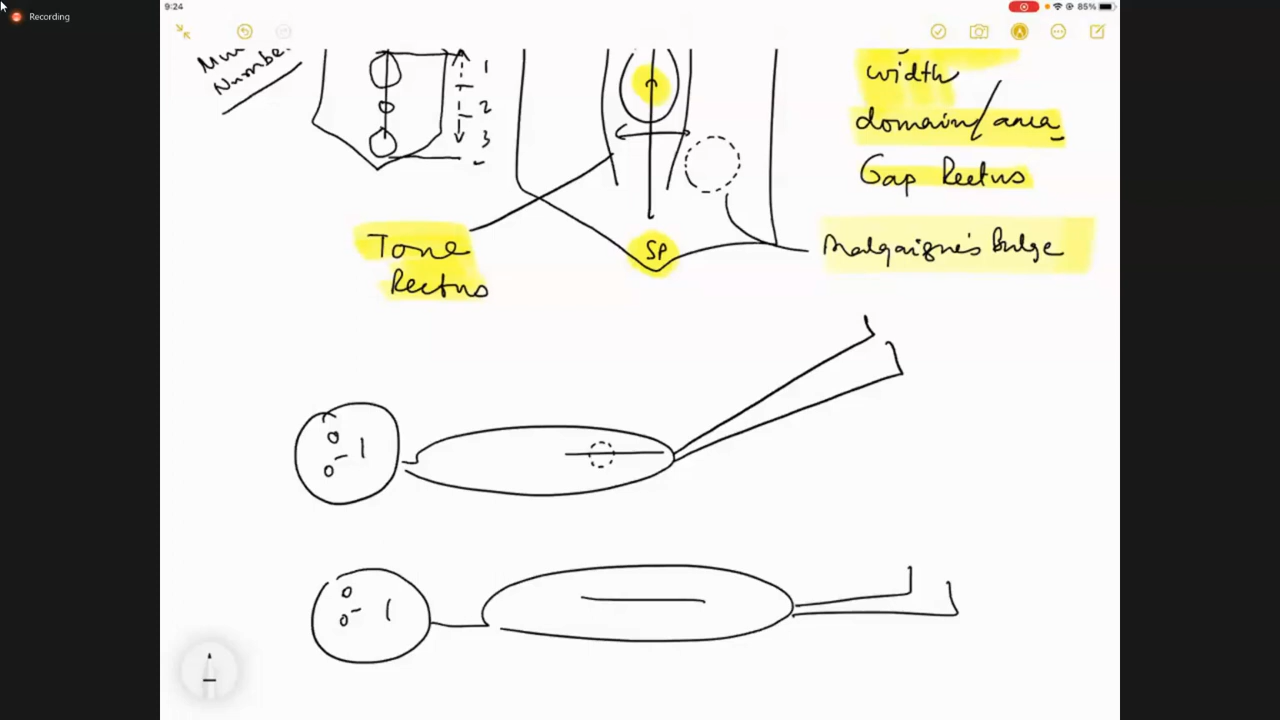 Recording
9:24
85%
Number
1
2
3
width
domain/area
Gap Rectus
Tone
Rectus
SP
Malgaigne's Bulge